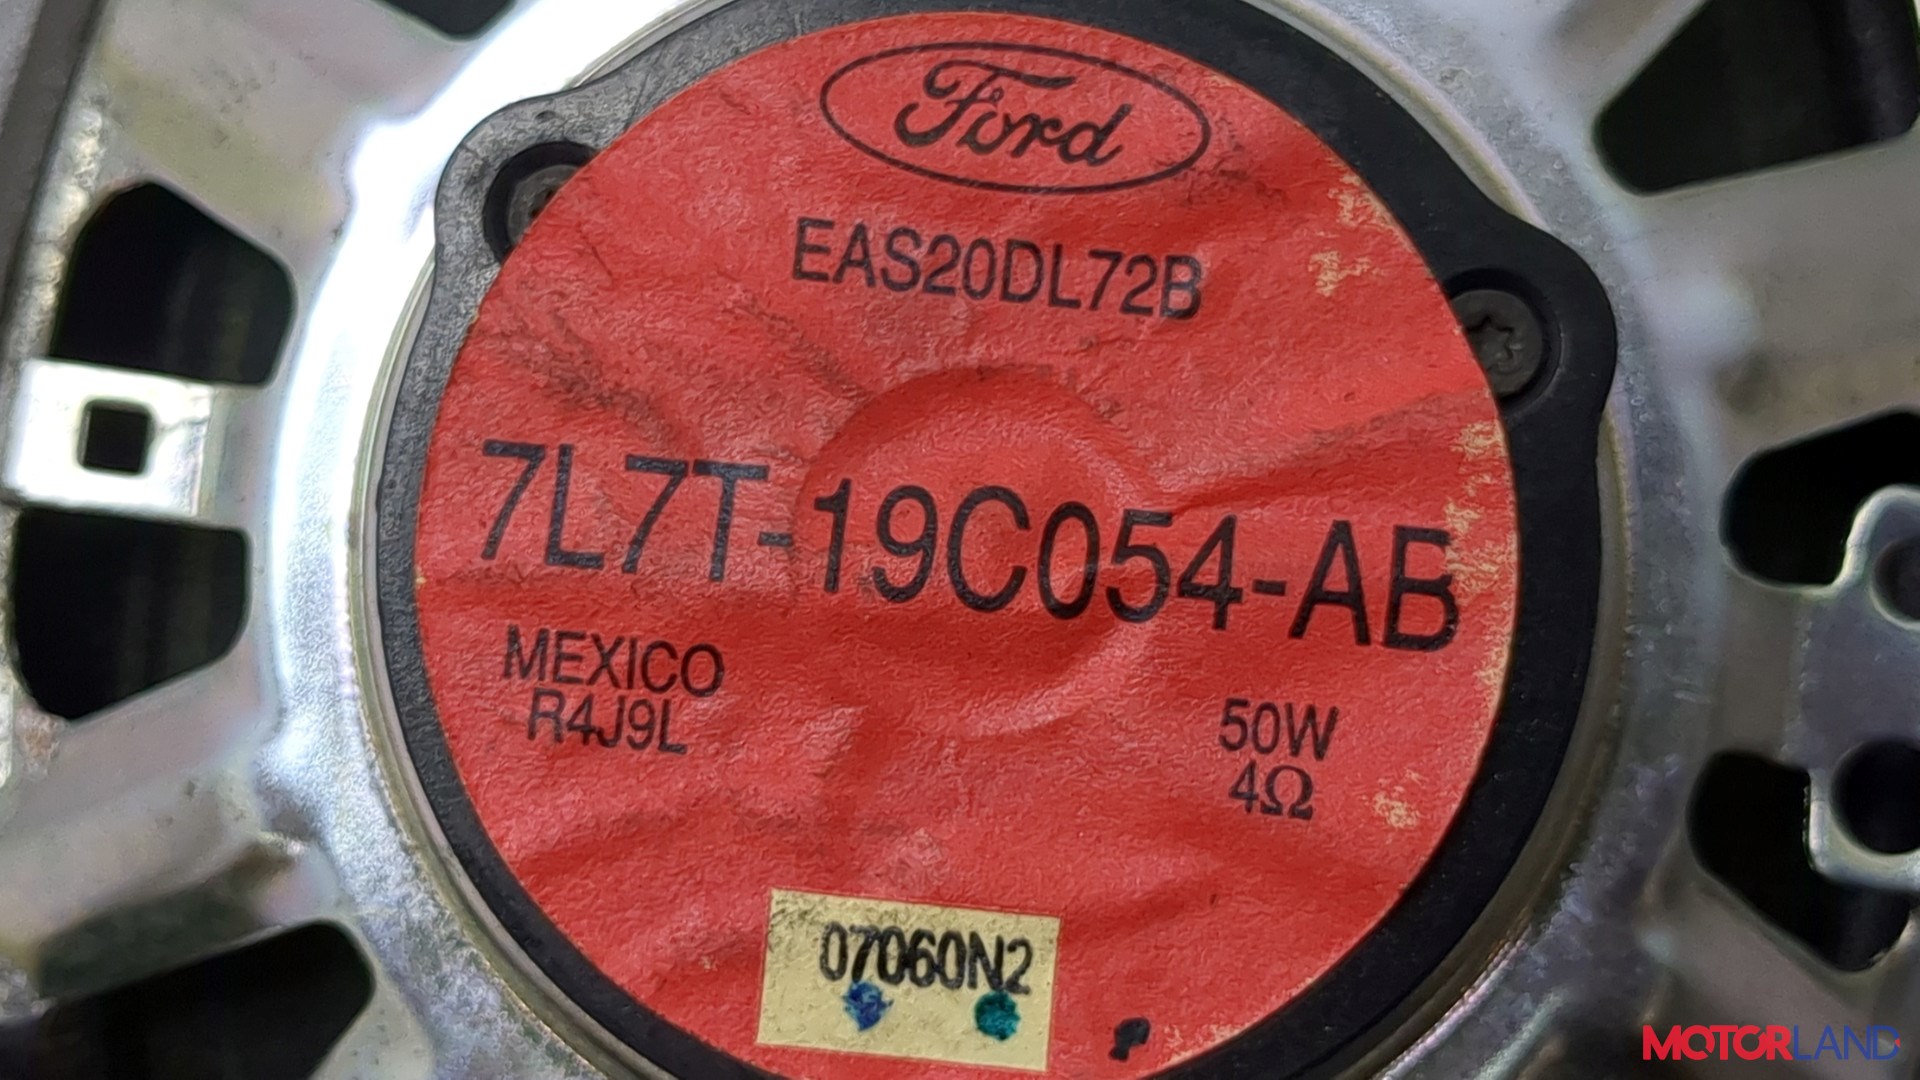 Ford
EAS20DL72B
7L7T-19C054-AB
MEXICO
R4J9L
50W
4Ω
07060N2
MOTORLAND